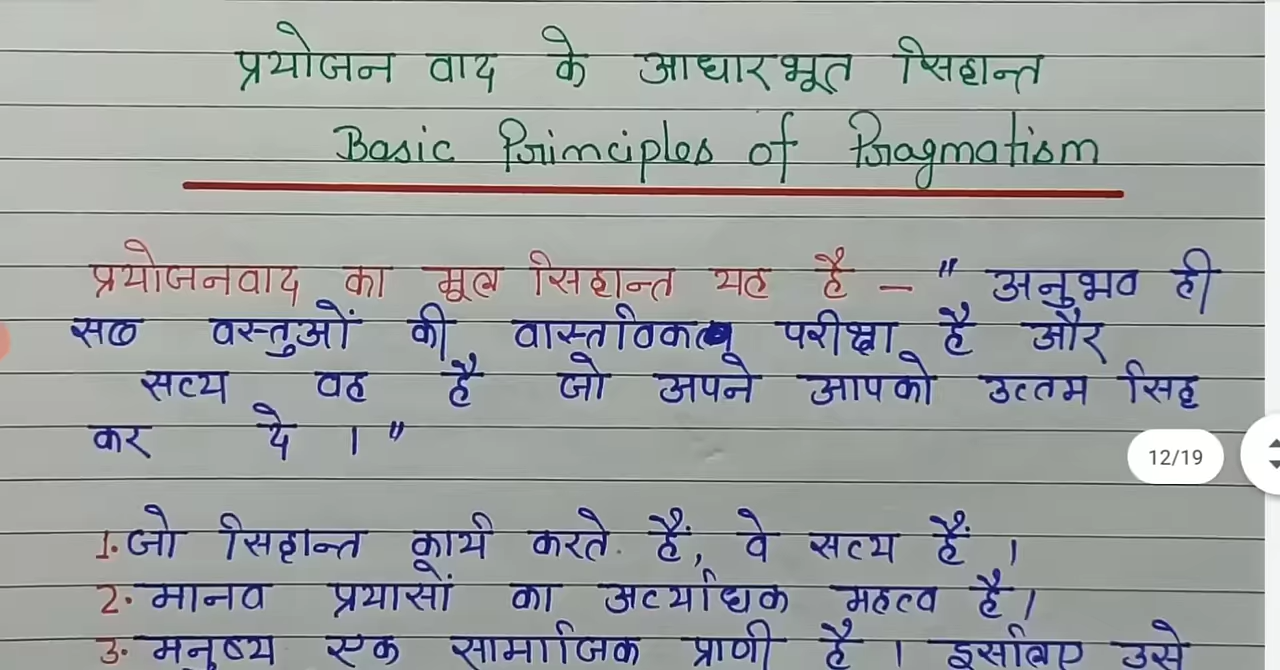 प्रयोजन वाद के आधारभूत सिद्धान्त
Basic Principles of Pragmatism
प्रयोजनवाद का मूल सिद्धान्त यह है - " अनुभव ही
सब वस्तुओं की वास्तविकता परीक्षा है और
सत्य वह है जो अपने आपको उत्तम सिद्ध
कर दे । "
12/19
1. जो सिद्धान्त कार्य करते हैं, वे सत्य हैं ।
2. मानव प्रयासों का अत्याधिक महत्व है ।
3. मनुष्य एक सामाजिक प्राणी है । इसलिए उसे